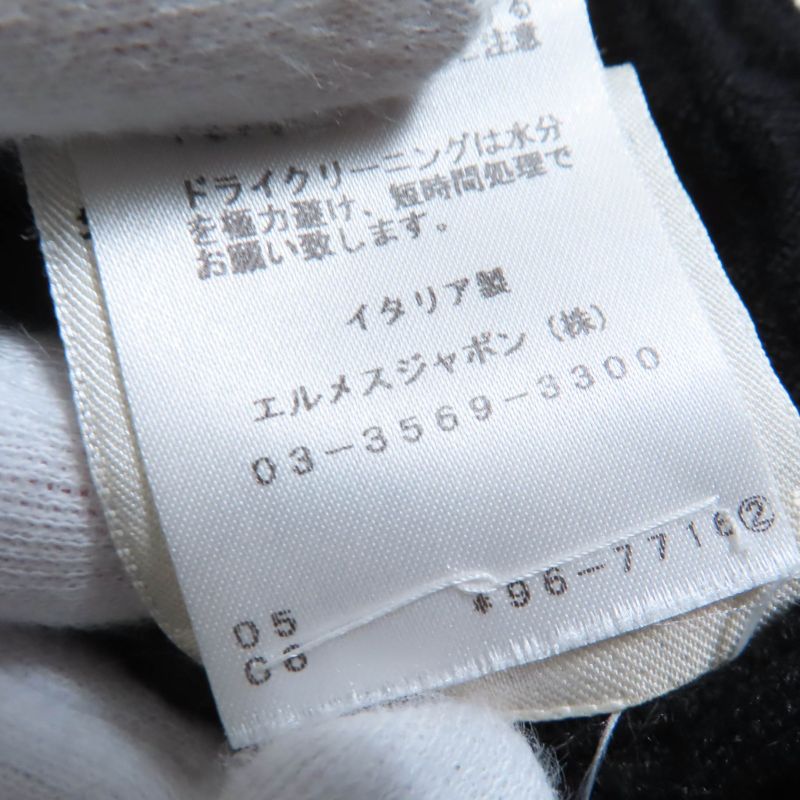 注意
ドライクリーニングは水分
を極力避け、短時間処理で
お願い致します。
イタリア製
エルメスジャポン（株）
03-3569-3300
*96-7716②
05